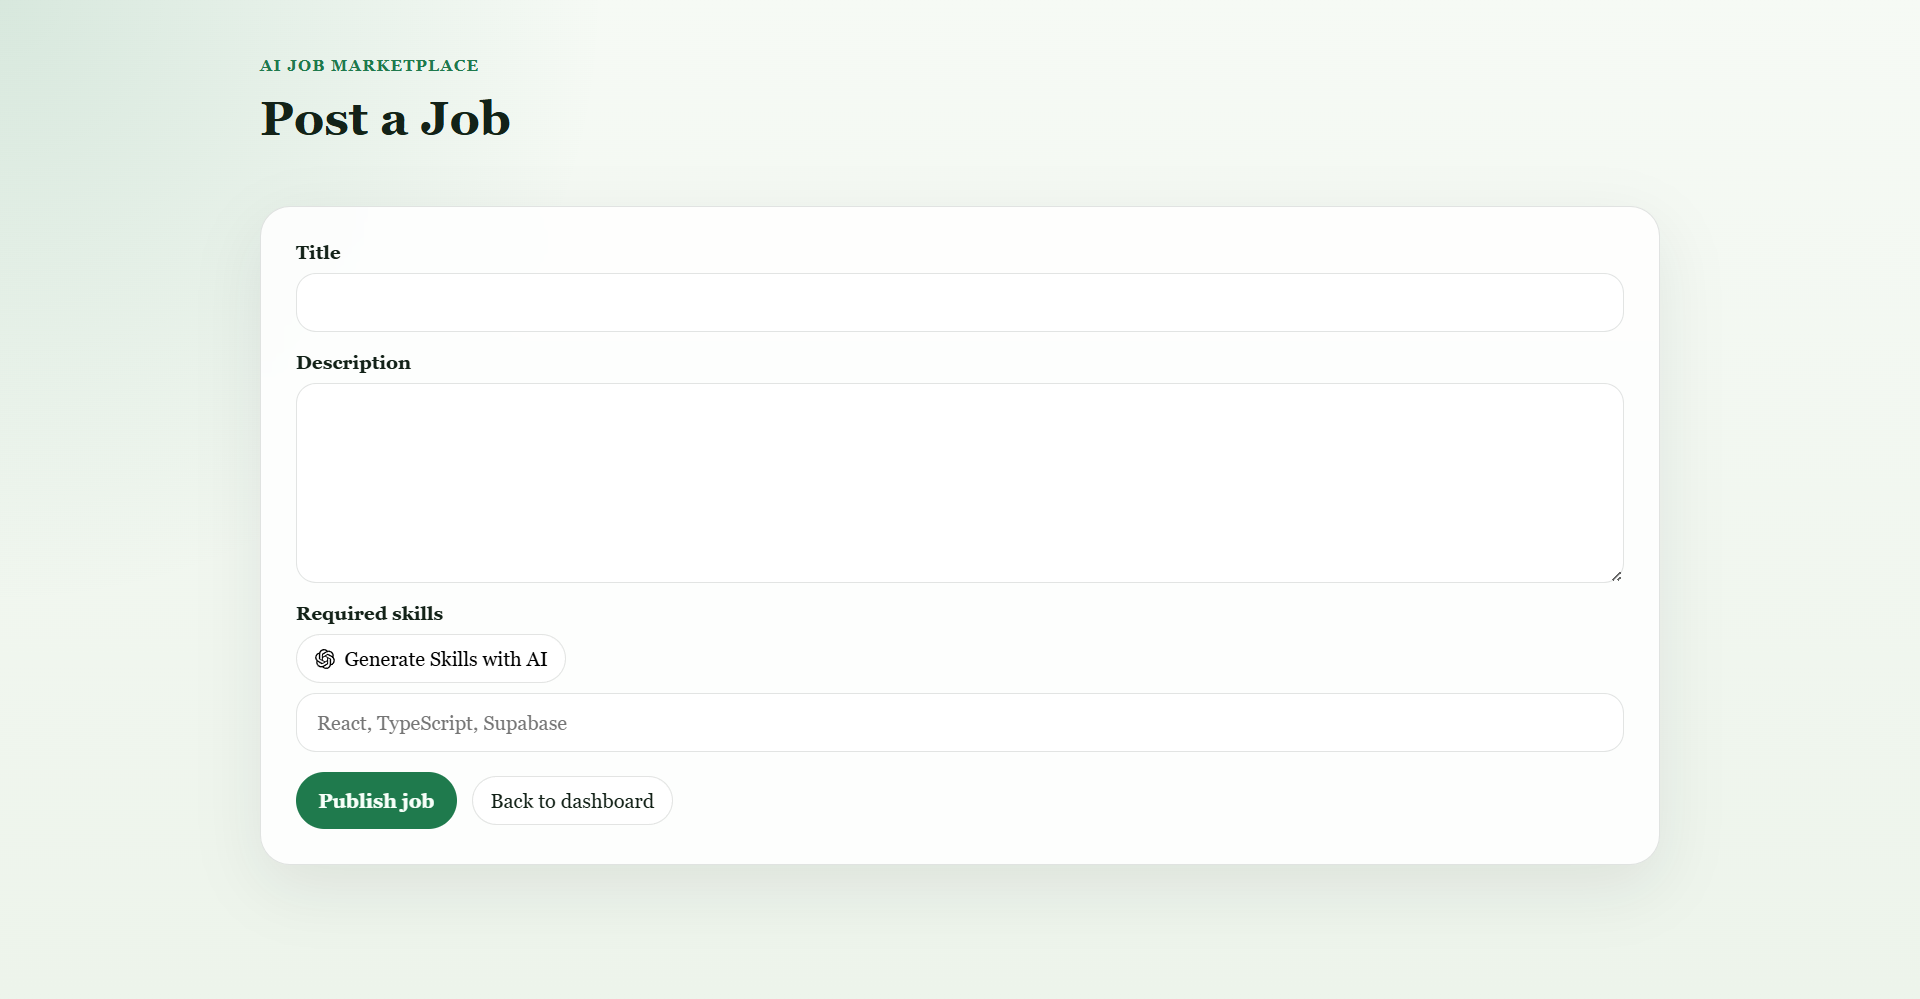 AI JOB MARKETPLACE
Post a Job
Title
Description
Required skills
Generate Skills with AI
React, TypeScript, Supabase
Publish job
Back to dashboard